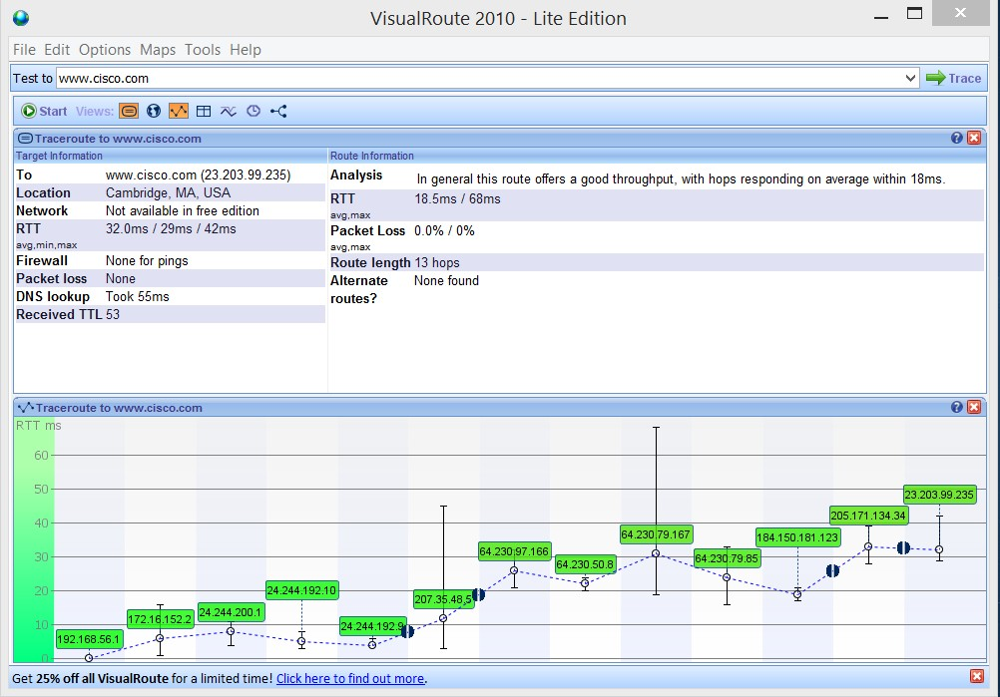 VisualRoute 2010 - Lite Edition
File Edit Options Maps Tools Help
Test to www.cisco.com Trace
Start Views:
Traceroute to www.cisco.com
Target Information Route Information
To www.cisco.com (23.203.99.235)
Location Cambridge, MA, USA
Network Not available in free edition
RTT 32.0ms / 29ms / 42ms
avg,min,max
Firewall None for pings
Packet loss None
DNS lookup Took 55ms
Received TTL 53
Analysis In general this route offers a good throughput, with hops responding on average within 18ms.
RTT 18.5ms / 68ms
avg,max
Packet Loss 0.0% / 0%
avg,max
Route length 13 hops
Alternate None found
routes?
Traceroute to www.cisco.com
RTT ms
60
50
40
30
20
10
0
192.168.56.1
172.16.152.2
24.244.200.1
24.244.192.10
24.244.192.9
207.35.48.5
64.230.97.166
64.230.50.8
64.230.79.167
64.230.79.85
184.150.181.123
205.171.134.34
23.203.99.235
Get 25% off all VisualRoute for a limited time! Click here to find out more.